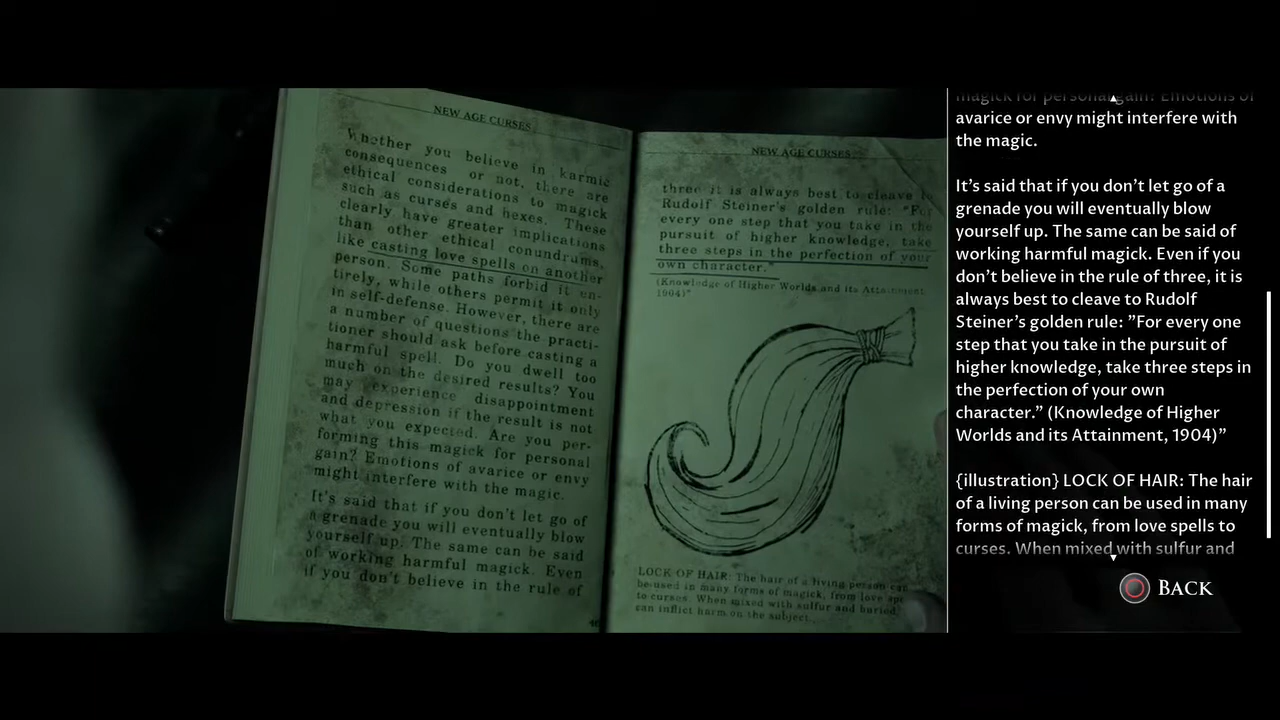 NEW AGE CURSES
Whether you believe in karmic
consequences or not, there are
ethical considerations to magick
such as curses and hexes. These
clearly have greater implications
than other ethical conundrums,
like casting love spells on another
person. Some paths forbid it en-
tirely, while others permit it only
in self-defense. However, there are
a number of questions the practi-
tioner should ask before casting a
harmful spell. Do you dwell too
much on the desired results? You
may experience disappointment
and depression if the result is not
what you expected. Are you per-
forming this magick for personal
gain? Emotions of avarice or envy
might interfere with the magic.
It's said that if you don't let go of
a grenade you will eventually blow
yourself up. The same can be said
of working harmful magick. Even
if you don't believe in the rule of
NEW AGE CURSES
three it is always best to cleave to
Rudolf Steiner's golden rule: "For
every one step that you take in the
pursuit of higher knowledge, take
three steps in the perfection of your
own character."
(Knowledge of Higher Worlds and its Attainment,
1904)"
LOCK OF HAIR: The hair of a living person can
be used in many forms of magick, from love spe
to curses. When mixed with sulfur and buried,
can inflict harm on the subject.
magick for personal gain? Emotions of
avarice or envy might interfere with
the magic.
It's said that if you don't let go of a
grenade you will eventually blow
yourself up. The same can be said of
working harmful magick. Even if you
don't believe in the rule of three, it is
always best to cleave to Rudolf
Steiner's golden rule: "For every one
step that you take in the pursuit of
higher knowledge, take three steps in
the perfection of your own
character." (Knowledge of Higher
Worlds and its Attainment, 1904)"
{illustration} LOCK OF HAIR: The hair
of a living person can be used in many
forms of magick, from love spells to
curses. When mixed with sulfur and
BACK